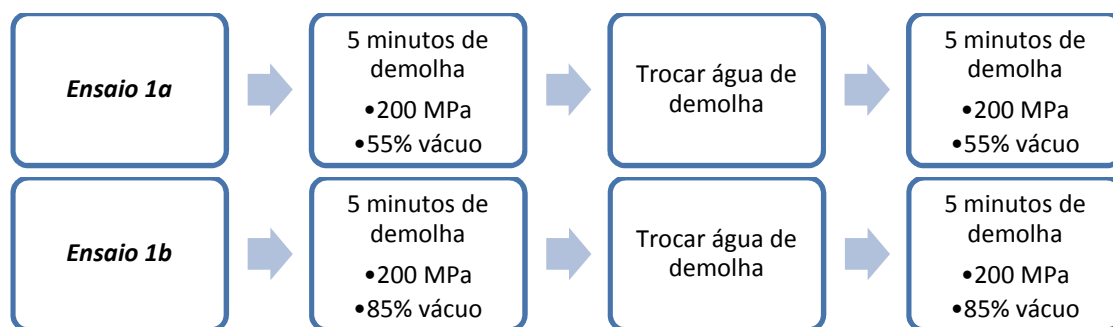 Ensaio 1a
5 minutos de
demolha
•200 MPa
•55% vácuo
Trocar água de
demolha
5 minutos de
demolha
•200 MPa
•55% vácuo
Ensaio 1b
5 minutos de
demolha
•200 MPa
•85% vácuo
Trocar água de
demolha
5 minutos de
demolha
•200 MPa
•85% vácuo